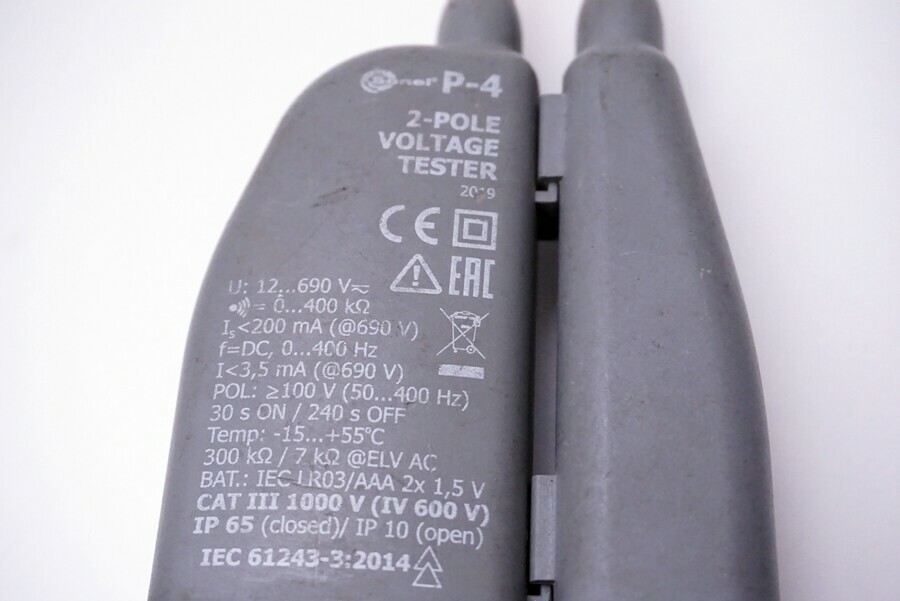 Sonel P-4
2-POLE
VOLTAGE
TESTER
2019
CE
EAC
U: 12...690 V⎓~
= 0...400 kΩ
Iₛ<200 mA (@690 V)
f=DC, 0...400 Hz
I<3,5 mA (@690 V)
POL: ≥100 V (50...400 Hz)
30 s ON / 240 s OFF
Temp: -15...+55°C
300 kΩ / 7 kΩ @ELV AC
BAT.: IEC LR03/AAA 2x 1,5 V
CAT III 1000 V (IV 600 V)
IP 65 (closed)/ IP 10 (open)
IEC 61243-3:2014